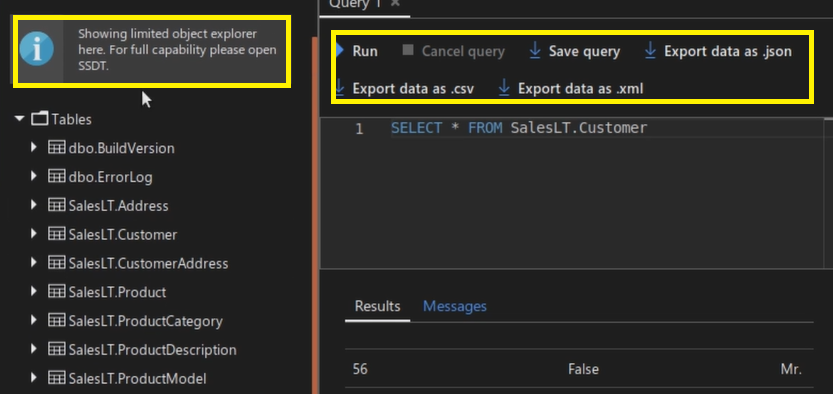 Showing limited object explorer
here. For full capability please open
SSDT.
Tables
dbo.BuildVersion
dbo.ErrorLog
SalesLT.Address
SalesLT.Customer
SalesLT.CustomerAddress
SalesLT.Product
SalesLT.ProductCategory
SalesLT.ProductDescription
SalesLT.ProductModel
Query 1 ×
Run Cancel query Save query Export data as .json
Export data as .csv Export data as .xml
1 SELECT * FROM SalesLT.Customer
Results Messages
56 False Mr.